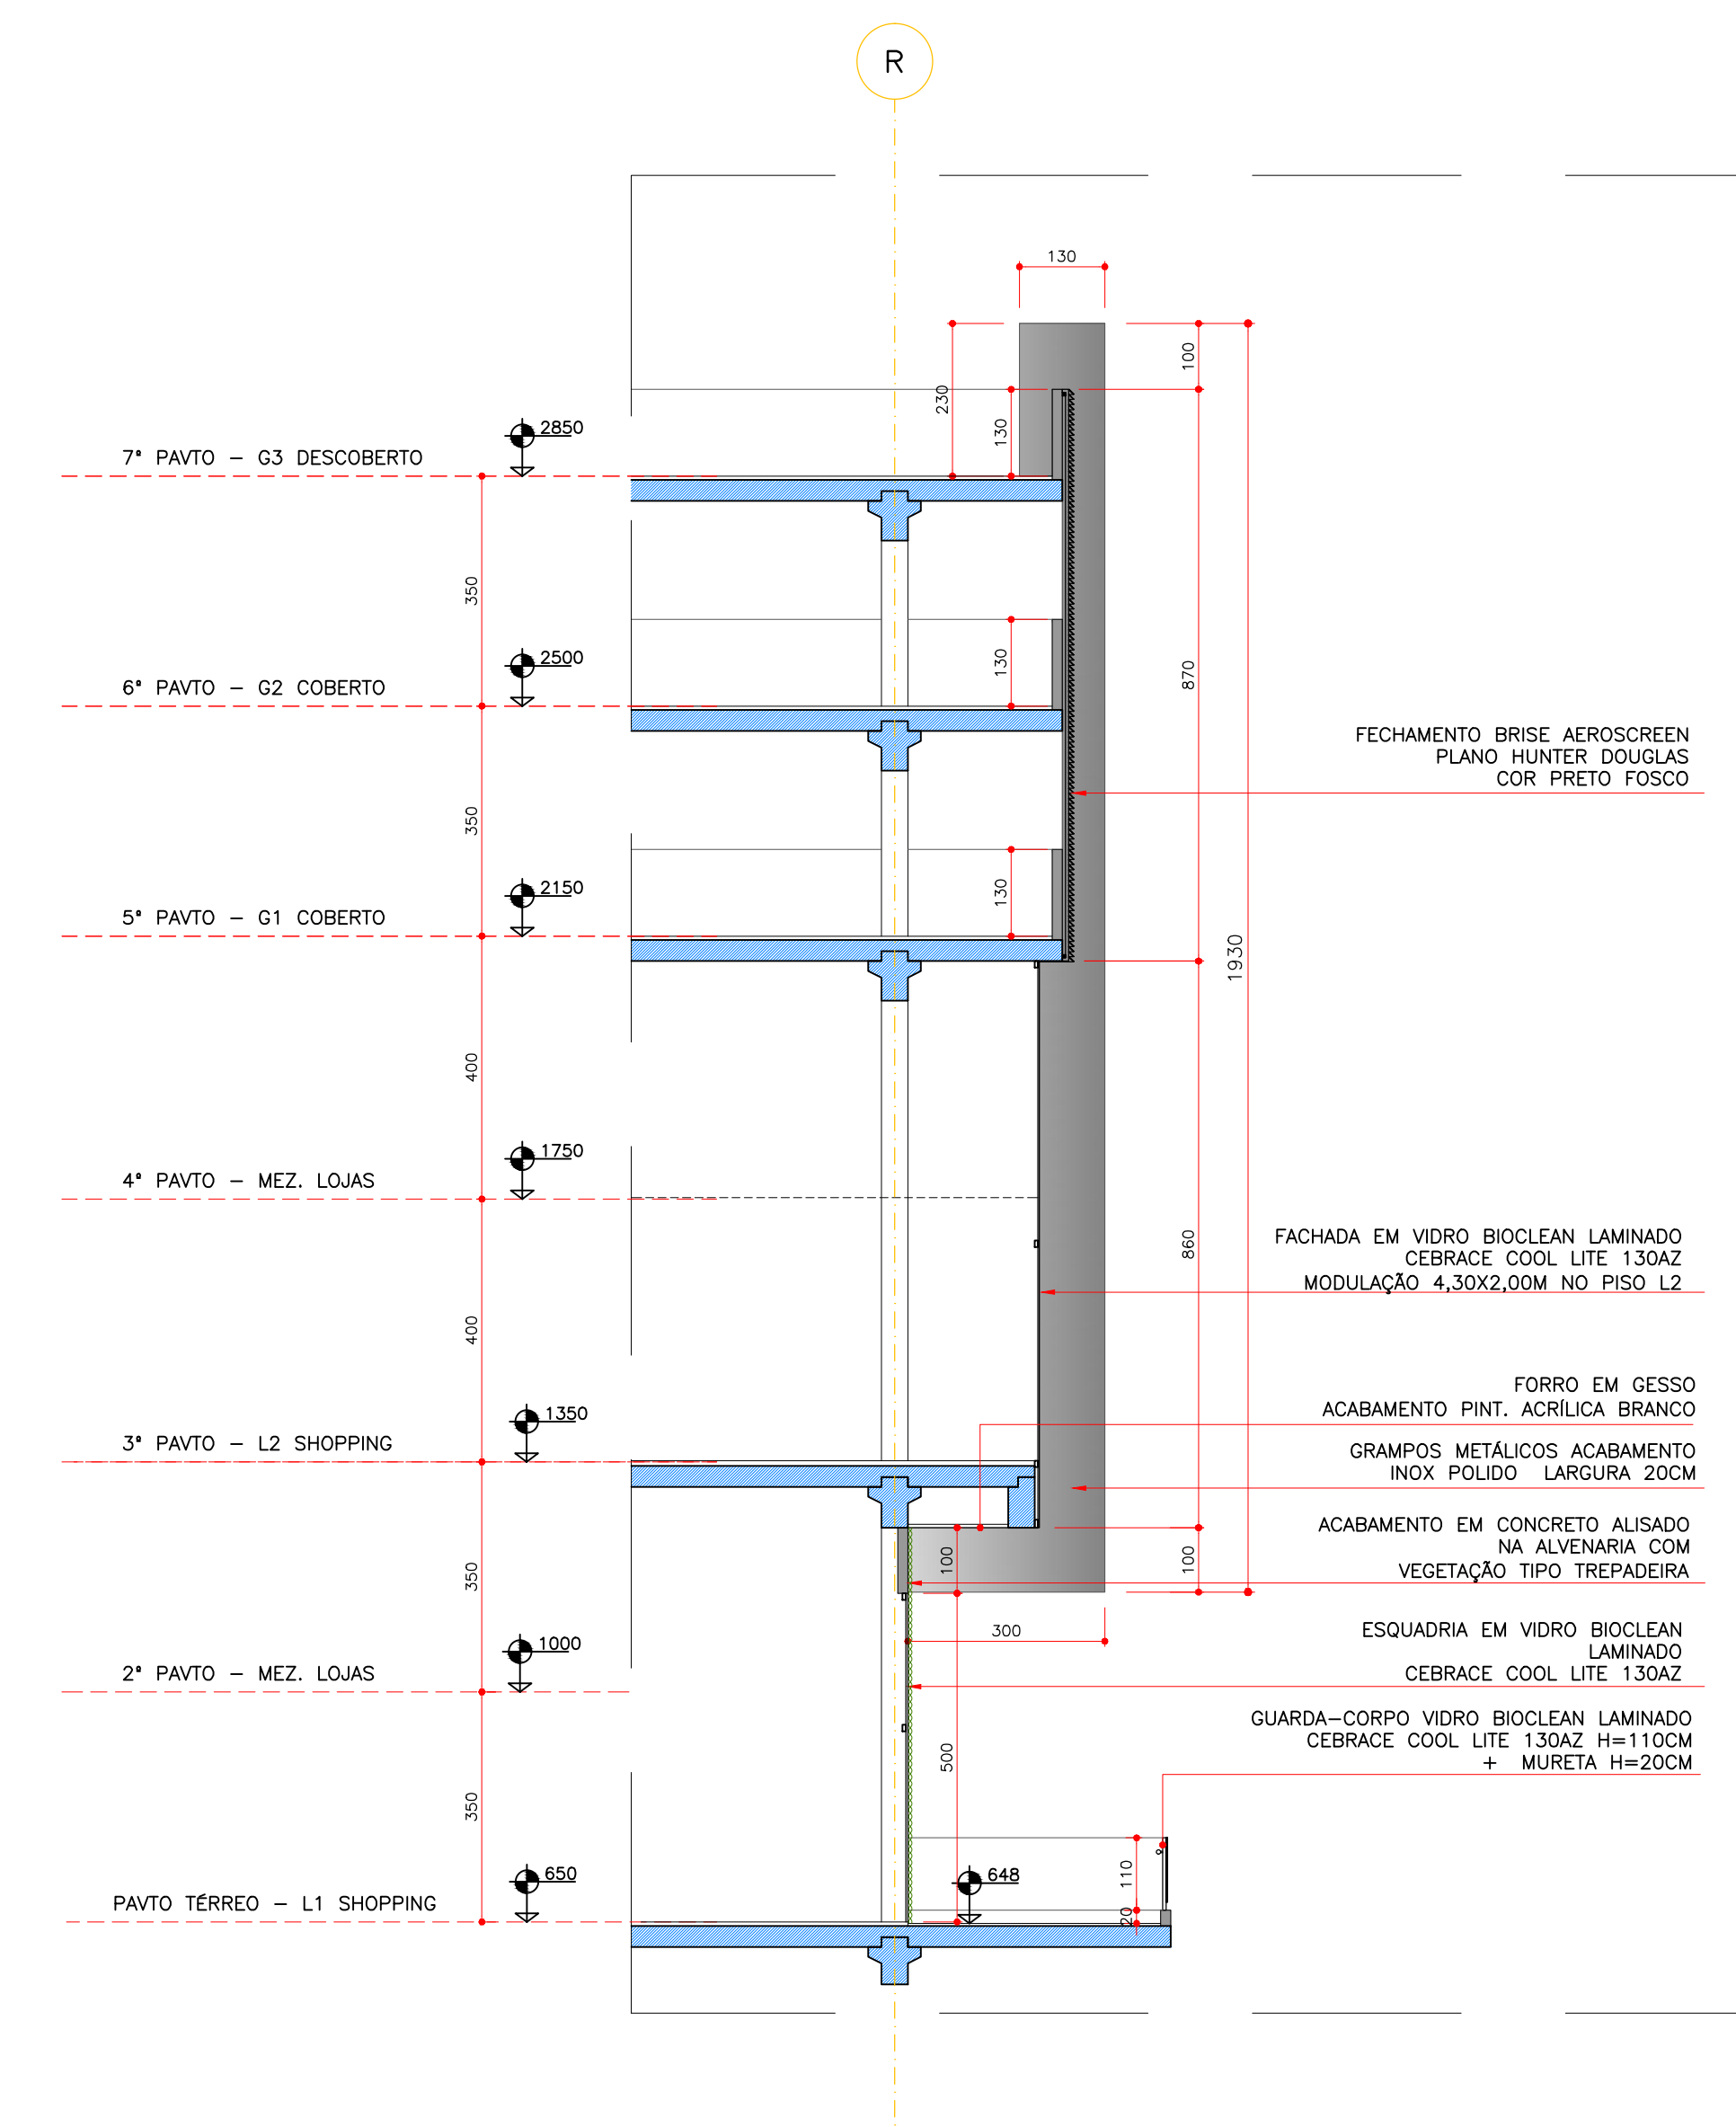 R
130
100
230
130
2850
7ª PAVTO – G3 DESCOBERTO
350
2500
6ª PAVTO – G2 COBERTO
130
870
FECHAMENTO BRISE AEROSCREEN
PLANO HUNTER DOUGLAS
COR PRETO FOSCO
350
2150
5ª PAVTO – G1 COBERTO
130
1930
400
1750
4ª PAVTO – MEZ. LOJAS
860
FACHADA EM VIDRO BIOCLEAN LAMINADO
CEBRACE COOL LITE 130AZ
MODULAÇÃO 4,30X2,00M NO PISO L2
400
1350
3ª PAVTO – L2 SHOPPING
FORRO EM GESSO
ACABAMENTO PINT. ACRÍLICA BRANCO
GRAMPOS METÁLICOS ACABAMENTO
INOX POLIDO LARGURA 20CM
ACABAMENTO EM CONCRETO ALISADO
NA ALVENARIA COM
VEGETAÇÃO TIPO TREPADEIRA
350
100
100
300
1000
2ª PAVTO – MEZ. LOJAS
ESQUADRIA EM VIDRO BIOCLEAN
LAMINADO
CEBRACE COOL LITE 130AZ
GUARDA–CORPO VIDRO BIOCLEAN LAMINADO
CEBRACE COOL LITE 130AZ H=110CM
+ MURETA H=20CM
350
500
650
648
110
20
PAVTO TÉRREO – L1 SHOPPING